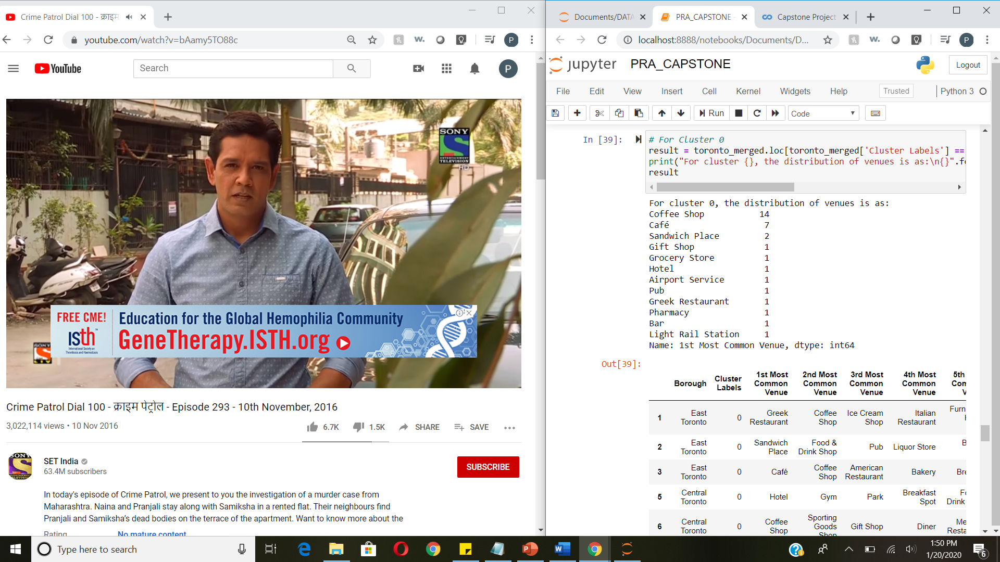 Crime Patrol Dial 100 - क्राइम
youtube.com/watch?v=bAamy5TO88c
P
YouTube
Search
P
SONY
ENTERTAINMENT
TELEVISION
HD
FREE CME!
isth
International Society on
Thrombosis and Haemostasis
Education for the Global Hemophilia Community
GeneTherapy.ISTH.org
Crime Patrol Dial 100 - क्राइम पेट्रोल - Episode 293 - 10th November, 2016
3,022,114 views • 10 Nov 2016
6.7K 1.5K SHARE SAVE
SET India
63.4M subscribers
SUBSCRIBE
In today's episode of Crime Patrol, we present to you the investigation of a murder case from
Maharashtra. Naina and Pranjali stay along with Samiksha in a rented flat. Their neighbours find
Pranjali and Samiksha’s dead bodies on the terrace of the apartment. Want to know more about the
Rating No mature content
Documents/DATA PRA_CAPSTONE - Capstone Project
localhost:8888/notebooks/Documents/D...
P
jupyter PRA_CAPSTONE
Logout
File Edit View Insert Cell Kernel Widgets Help Trusted Python 3
Run Code
In [39]:
# For Cluster 0
result = toronto_merged.loc[toronto_merged['Cluster Labels'] ==
print("For cluster {}, the distribution of venues is as:\n{}".fo
result
For cluster 0, the distribution of venues is as:
Coffee Shop 14
Café 7
Sandwich Place 2
Gift Shop 1
Grocery Store 1
Hotel 1
Airport Service 1
Pub 1
Greek Restaurant 1
Pharmacy 1
Bar 1
Light Rail Station 1
Name: 1st Most Common Venue, dtype: int64
Out[39]:
Borough Cluster Labels 1st Most Common Venue 2nd Most Common Venue 3rd Most Common Venue 4th Most Common Venue 5th
1 East Toronto 0 Greek Restaurant Coffee Shop Ice Cream Shop Italian Restaurant
2 East Toronto 0 Sandwich Place Food & Drink Shop Pub Liquor Store
3 East Toronto 0 Café Coffee Shop American Restaurant Bakery
5 Central Toronto 0 Hotel Gym Park Breakfast Spot
6 Central Toronto 0 Coffee Shop Sporting Goods Shop Gift Shop Diner
Type here to search
1:50 PM
1/20/2020
6